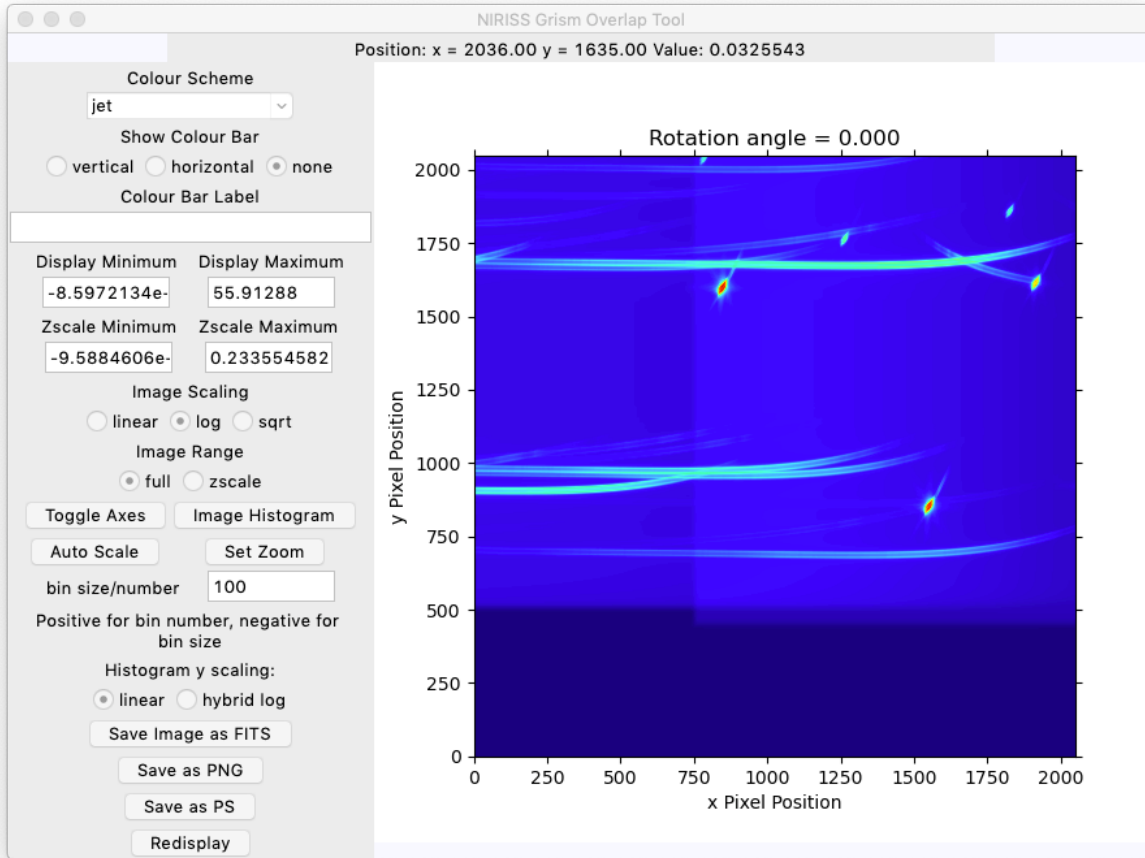 NIRISS Grism Overlap Tool
Position: x = 2036.00 y = 1635.00 Value: 0.0325543
Colour Scheme
jet
Show Colour Bar
vertical horizontal none
Colour Bar Label
Display Minimum Display Maximum
-8.5972134e- 55.91288
Zscale Minimum Zscale Maximum
-9.5884606e- 0.233554582
Image Scaling
linear log sqrt
Image Range
full zscale
Toggle Axes Image Histogram
Auto Scale Set Zoom
bin size/number 100
Positive for bin number, negative for
bin size
Histogram y scaling:
linear hybrid log
Save Image as FITS
Save as PNG
Save as PS
Redisplay
Rotation angle = 0.000
2000
1750
1500
1250
1000
750
500
250
0
y Pixel Position
0 250 500 750 1000 1250 1500 1750 2000
x Pixel Position